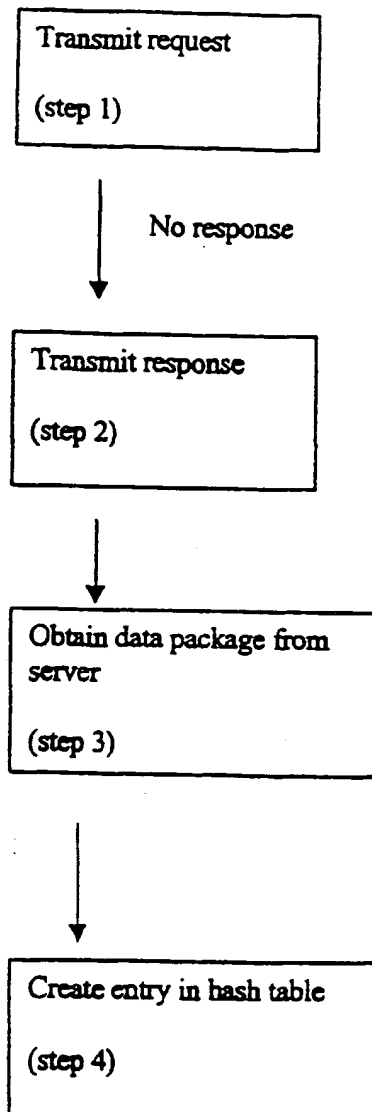 Transmit request
(step 1)
No response
Transmit response
(step 2)
Obtain data package from
server
(step 3)
Create entry in hash table
(step 4)